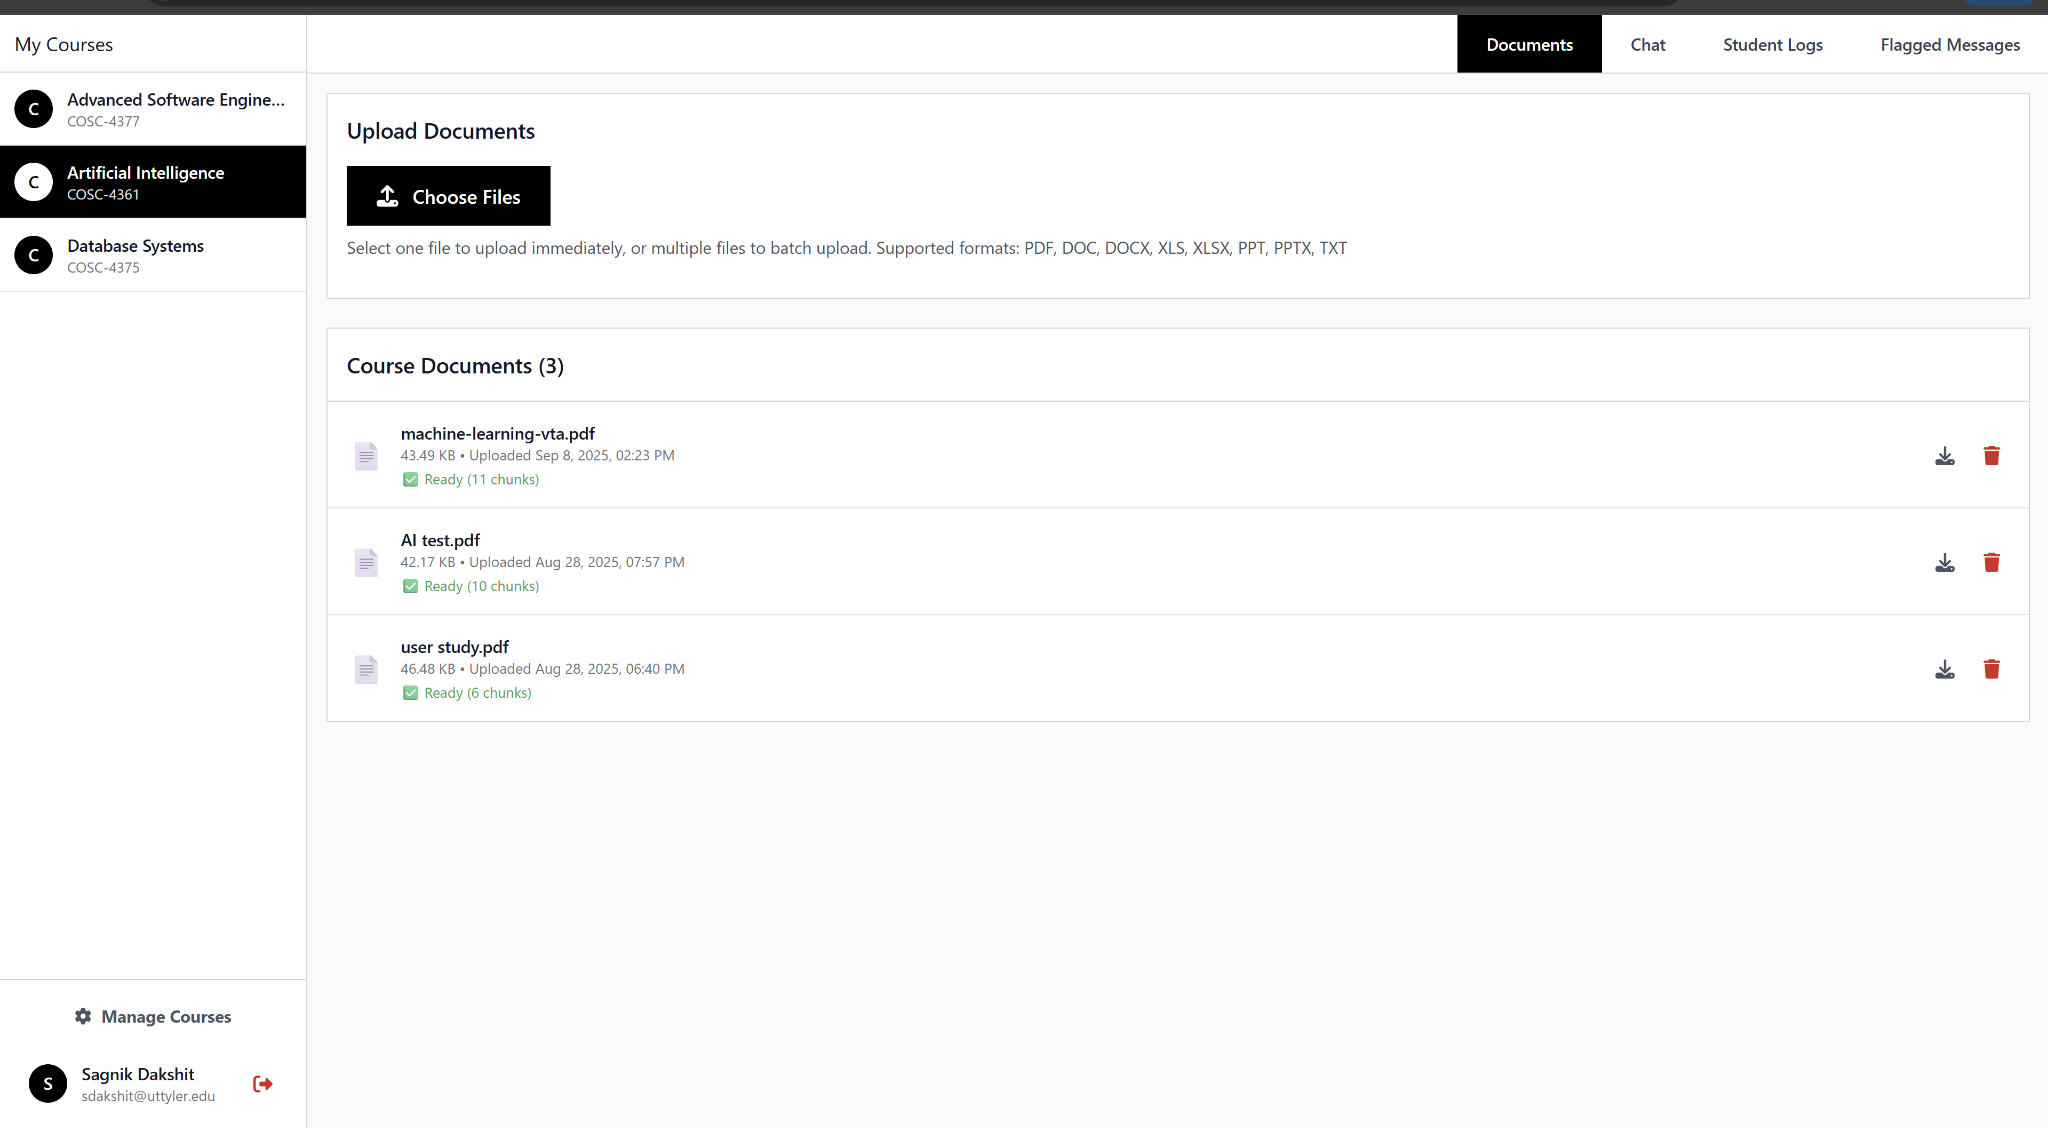 My Courses
Documents
Chat
Student Logs
Flagged Messages
C
Advanced Software Engine...
COSC-4377
C
Artificial Intelligence
COSC-4361
C
Database Systems
COSC-4375
Upload Documents
Choose Files
Select one file to upload immediately, or multiple files to batch upload. Supported formats: PDF, DOC, DOCX, XLS, XLSX, PPT, PPTX, TXT
Course Documents (3)
machine-learning-vta.pdf
43.49 KB • Uploaded Sep 8, 2025, 02:23 PM
✅ Ready (11 chunks)
AI test.pdf
42.17 KB • Uploaded Aug 28, 2025, 07:57 PM
✅ Ready (10 chunks)
user study.pdf
46.48 KB • Uploaded Aug 28, 2025, 06:40 PM
✅ Ready (6 chunks)
Manage Courses
S
Sagnik Dakshit
sdakshit@uttyler.edu